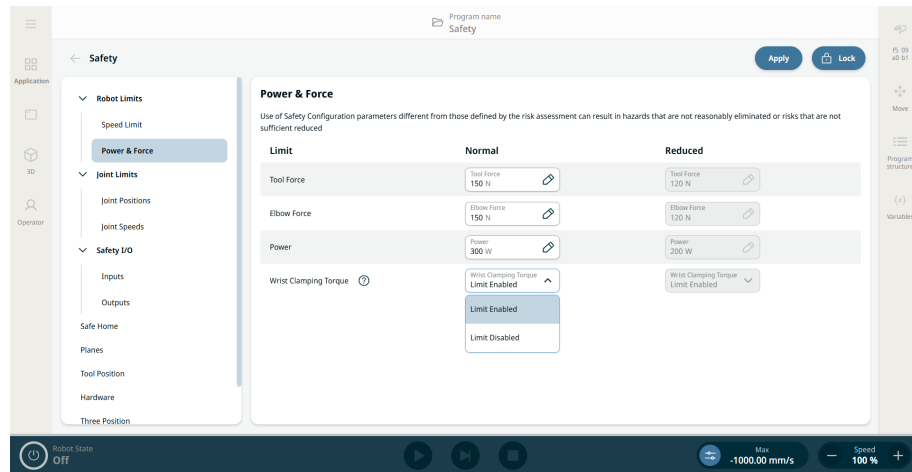 Program name
Safety
Safety
Apply
Lock
f5 09
a0 b1
Application
3D
Operator
Move
Program
structure
Variables
Robot Limits
Speed Limit
Power & Force
Joint Limits
Joint Positions
Joint Speeds
Safety I/O
Inputs
Outputs
Safe Home
Planes
Tool Position
Hardware
Three Position
Power & Force
Use of Safety Configuration parameters different from those defined by the risk assessment can result in hazards that are not reasonably eliminated or risks that are not
sufficient reduced
Limit Normal Reduced
Tool Force
Tool Force
150 N
Tool Force
120 N
Elbow Force
Elbow Force
150 N
Elbow Force
120 N
Power
Power
300 W
Power
200 W
Wrist Clamping Torque ?
Wrist Clamping Torque
Limit Enabled
Wrist Clamping Torque
Limit Enabled
Limit Enabled
Limit Disabled
Robot State
Off
Max
-1000.00 mm/s
Speed
100 %